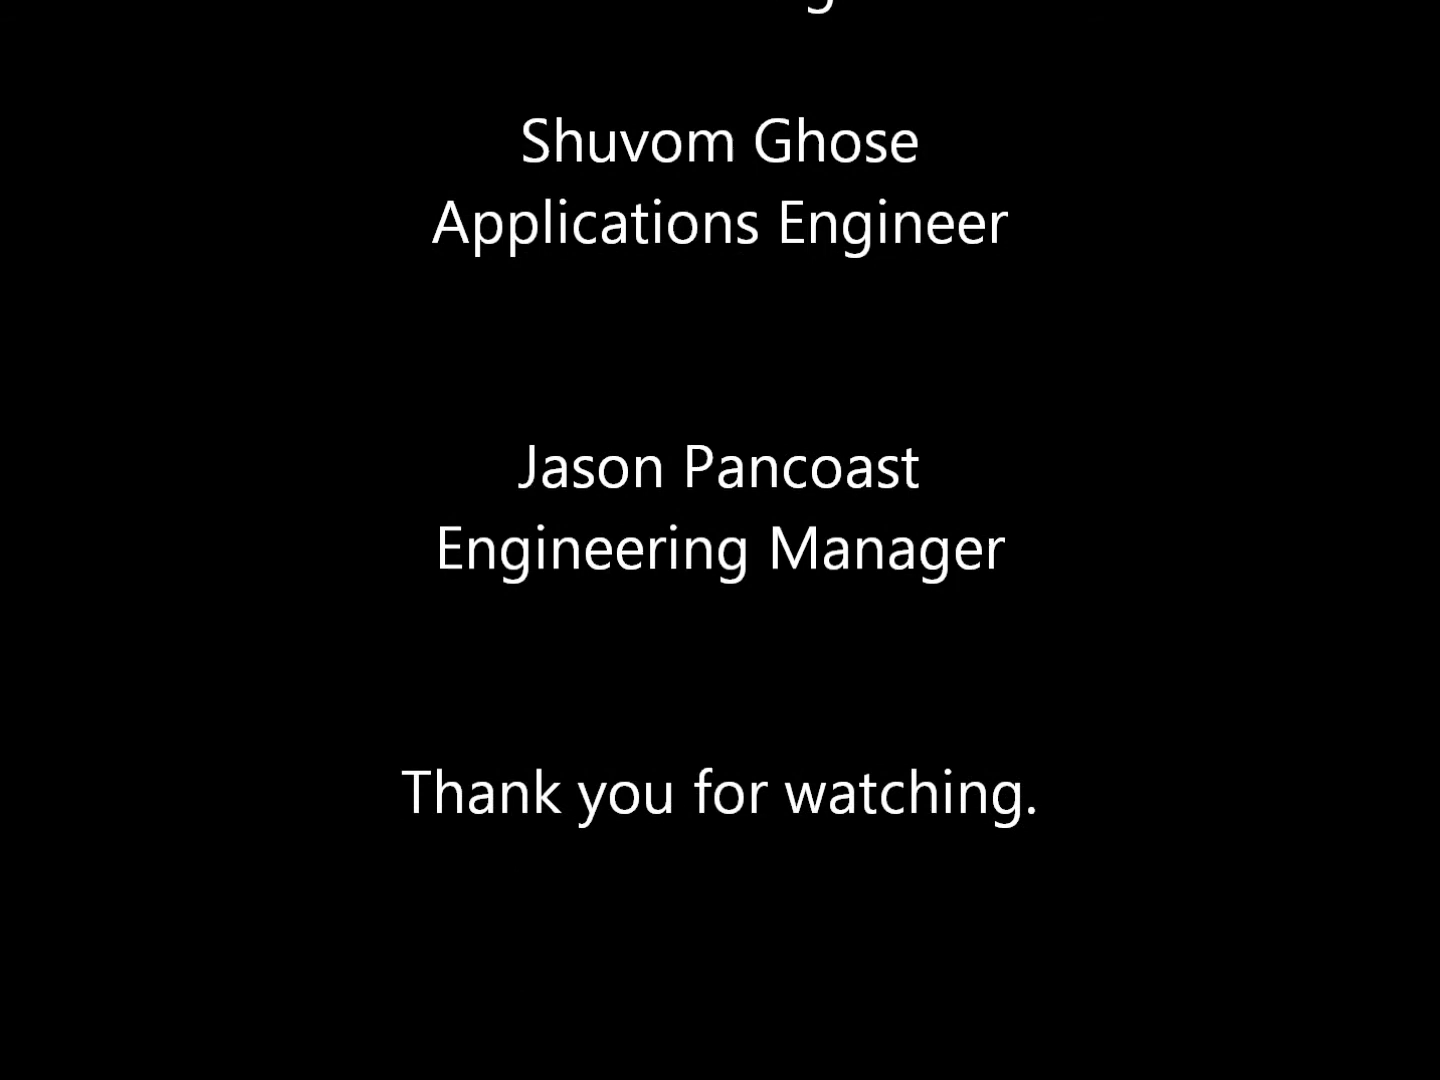 Shuvom Ghose
Applications Engineer
Jason Pancoast
Engineering Manager
Thank you for watching.